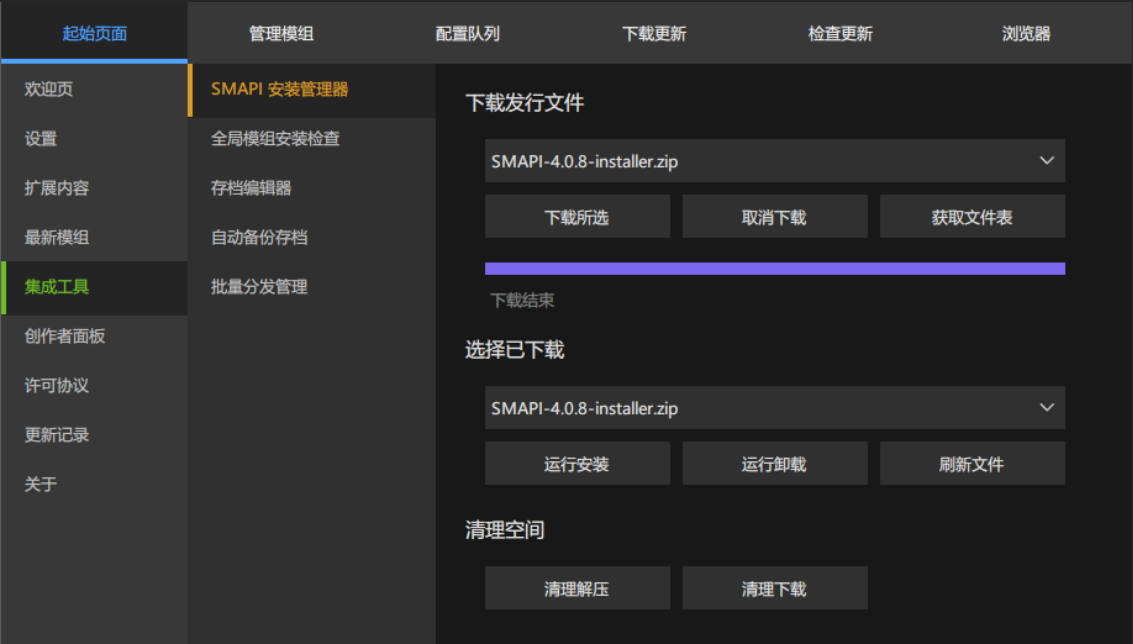 起始页面
管理模组
配置队列
下载更新
检查更新
浏览器
欢迎页
设置
扩展内容
最新模组
集成工具
创作者面板
许可协议
更新记录
关于
SMAPI 安装管理器
全局模组安装检查
存档编辑器
自动备份存档
批量分发管理
下载发行文件
SMAPI-4.0.8-installer.zip
下载所选
取消下载
获取文件表
下载结束
选择已下载
SMAPI-4.0.8-installer.zip
运行安装
运行卸载
刷新文件
清理空间
清理解压
清理下载